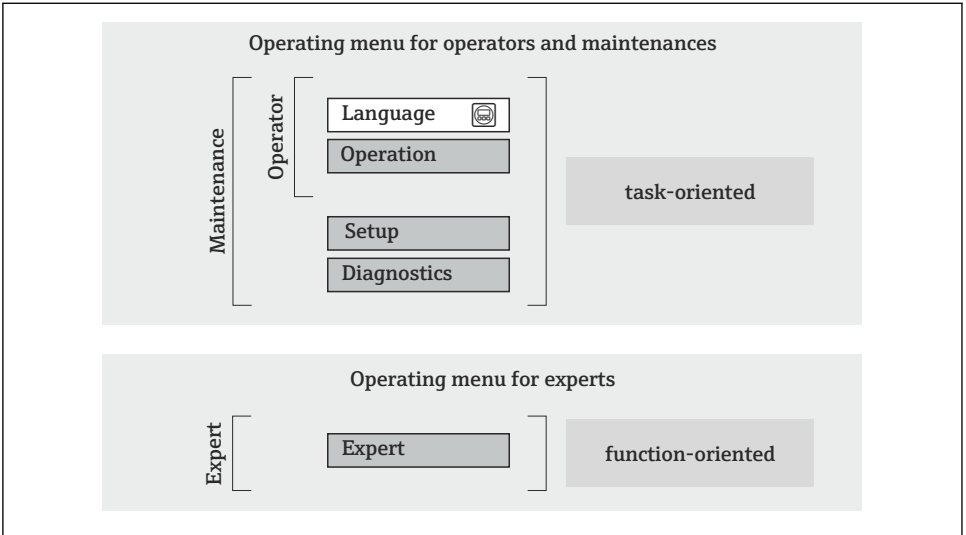 Operating menu for operators and maintenances
Maintenance
Operator
Language
Operation
task-oriented
Setup
Diagnostics
Operating menu for experts
Expert
Expert
function-oriented